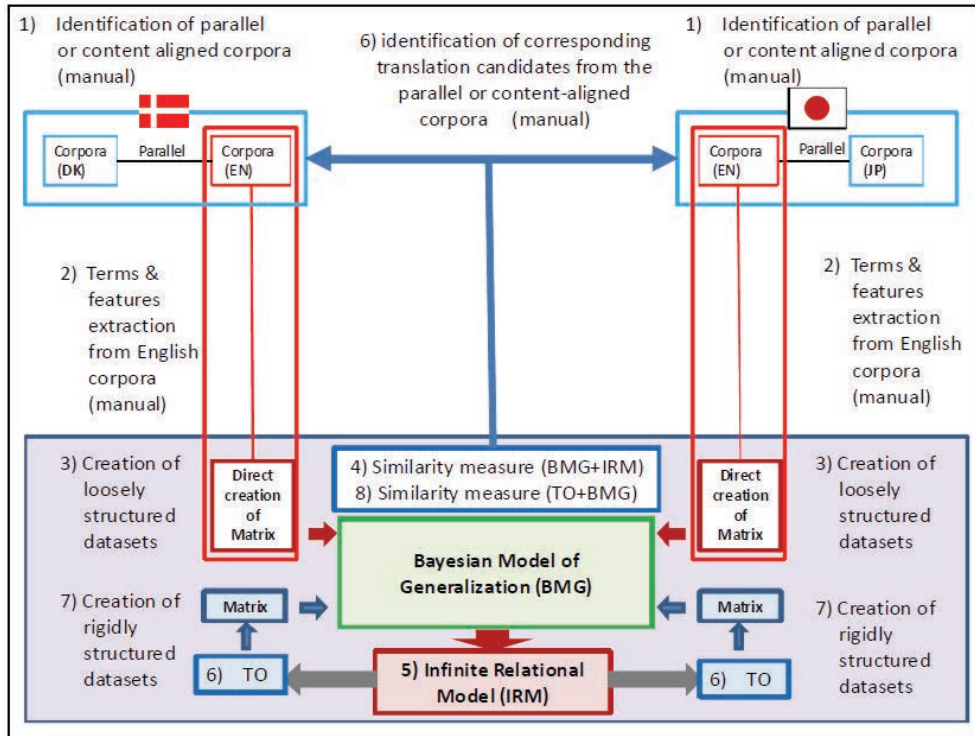 1) Identification of parallel
or content aligned corpora
(manual)
6) identification of corresponding
translation candidates from the
parallel or content-aligned
corpora (manual)
1) Identification of parallel
or content aligned corpora
(manual)
Corpora
(DK)
Parallel
Corpora
(EN)
Corpora
(EN)
Parallel
Corpora
(JP)
2) Terms &
features
extraction
from English
corpora
(manual)
2) Terms &
features
extraction
from English
corpora
(manual)
3) Creation of
loosely
structured
datasets
Direct
creation
of
Matrix
4) Similarity measure (BMG+IRM)
8) Similarity measure (TO+BMG)
Direct
creation
of
Matrix
3) Creation of
loosely
structured
datasets
Bayesian Model of
Generalization (BMG)
7) Creation of
rigidly
structured
datasets
Matrix
6) TO
5) Infinite Relational
Model (IRM)
Matrix
6) TO
7) Creation of
rigidly
structured
datasets